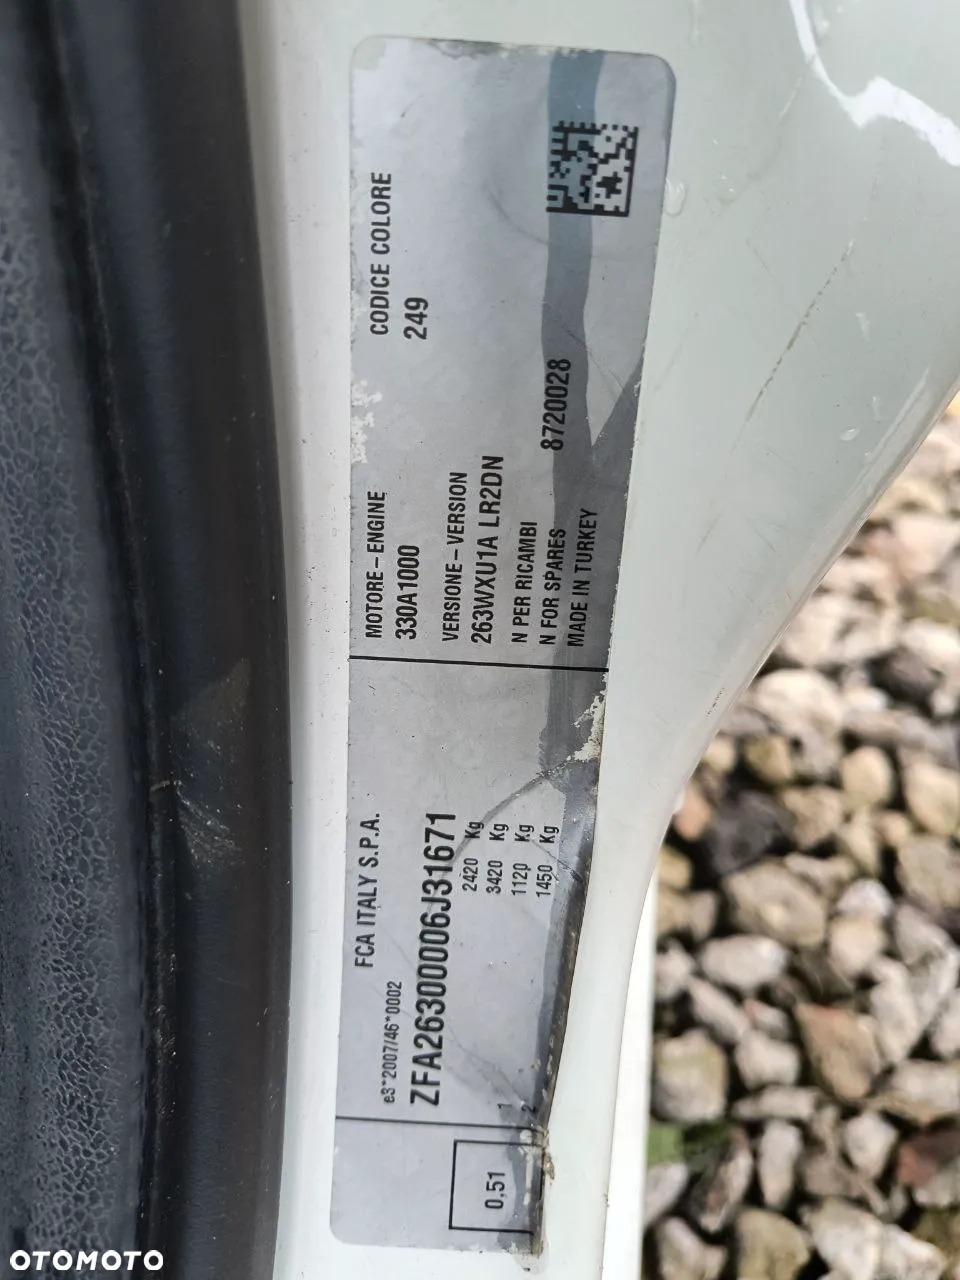 FCA ITALY S.P.A.
e3*2007/46*0002
ZFA26300006J31671
2420 Kg
3420 Kg
1 1120 Kg
2 1450 Kg
0,51
MOTORE-ENGINE
330A1000
VERSIONE-VERSION
263WXU1A LR2DN
N PER RICAMBI
N FOR SPARES 8720028
MADE IN TURKEY
CODICE COLORE
249
OTOMOTO